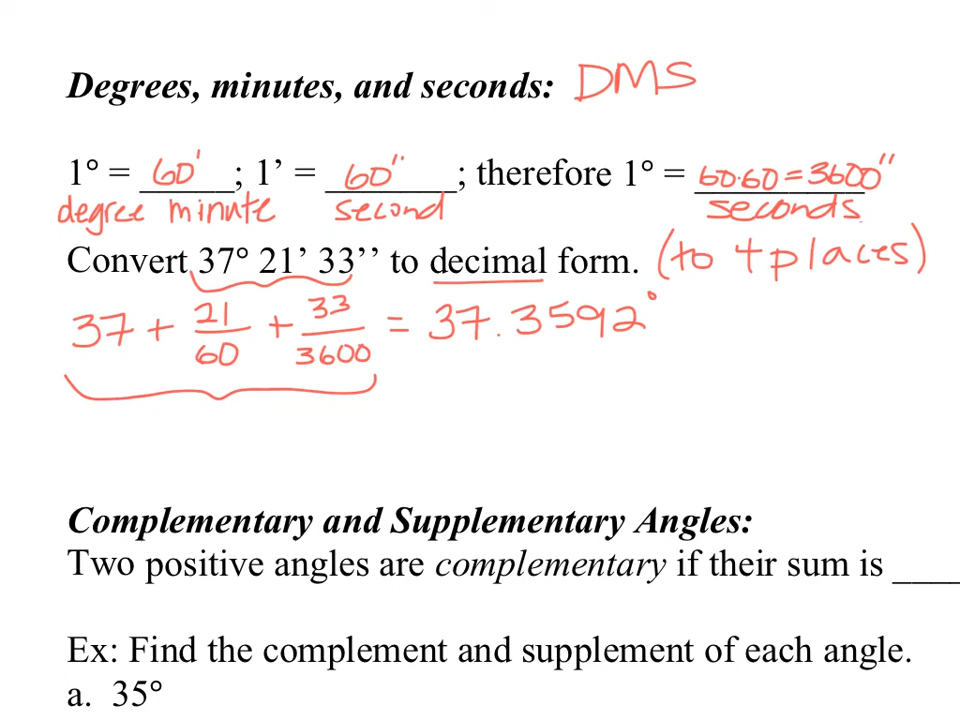 Degrees, minutes, and seconds: DMS
1° = 60' ; 1’ = 60'' ; therefore 1° = 60·60 = 3600''
degree minute second seconds
Convert 37° 21’ 33’’ to decimal form. (to 4 places)
37 + 21/60 + 33/3600 = 37.3592°
Complementary and Supplementary Angles:
Two positive angles are complementary if their sum is ____
Ex: Find the complement and supplement of each angle.
a. 35°